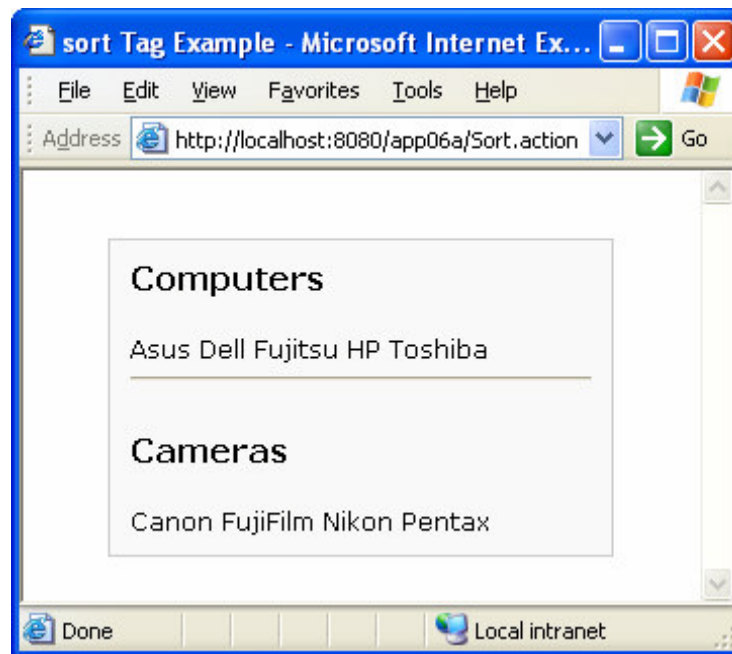 sort Tag Example - Microsoft Internet Ex...
File Edit View Favorites Tools Help
Address http://localhost:8080/app06a/Sort.action Go
Computers
Asus Dell Fujitsu HP Toshiba
Cameras
Canon FujiFilm Nikon Pentax
Done Local intranet